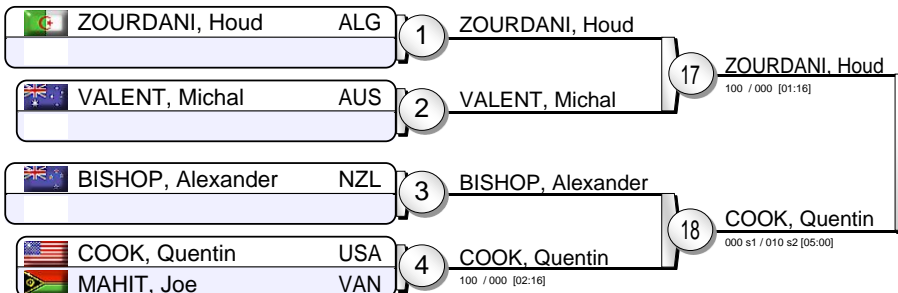 ZOURDANI, Houd ALG
1
ZOURDANI, Houd
17
ZOURDANI, Houd
100 / 000 [01:16]
VALENT, Michal AUS
2
VALENT, Michal
BISHOP, Alexander NZL
3
BISHOP, Alexander
18
COOK, Quentin
000 s1 / 010 s2 [05:00]
COOK, Quentin USA
4
COOK, Quentin
100 / 000 [02:16]
MAHIT, Joe VAN